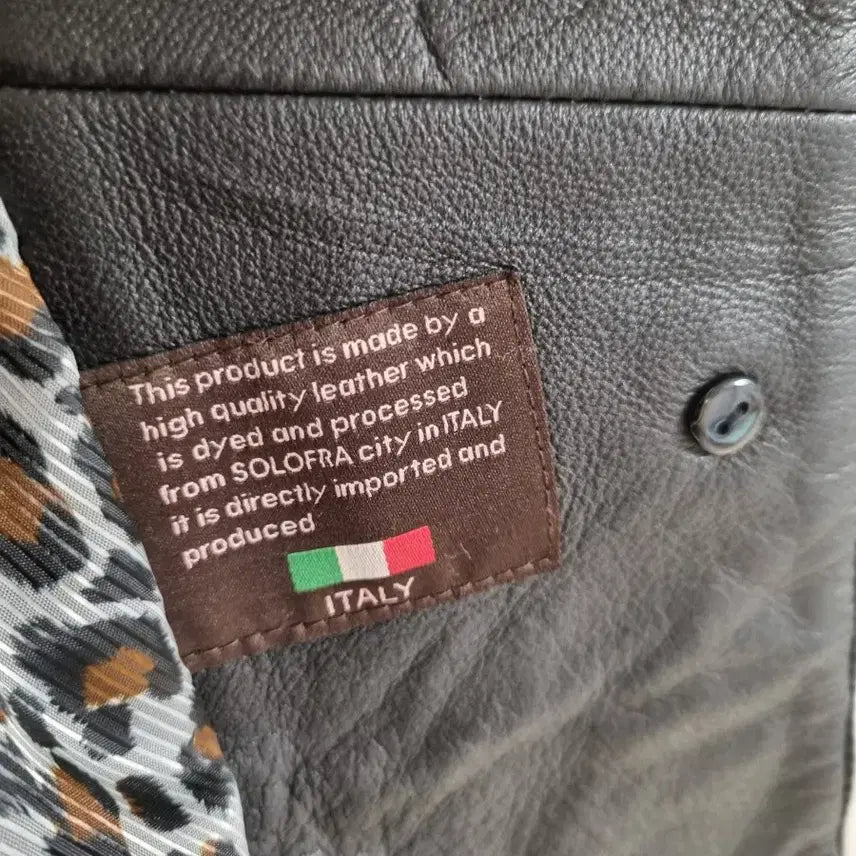 This product is made by a
high quality leather which
is dyed and processed
from SOLOFRA city in ITALY
it is directly imported and
produced
ITALY